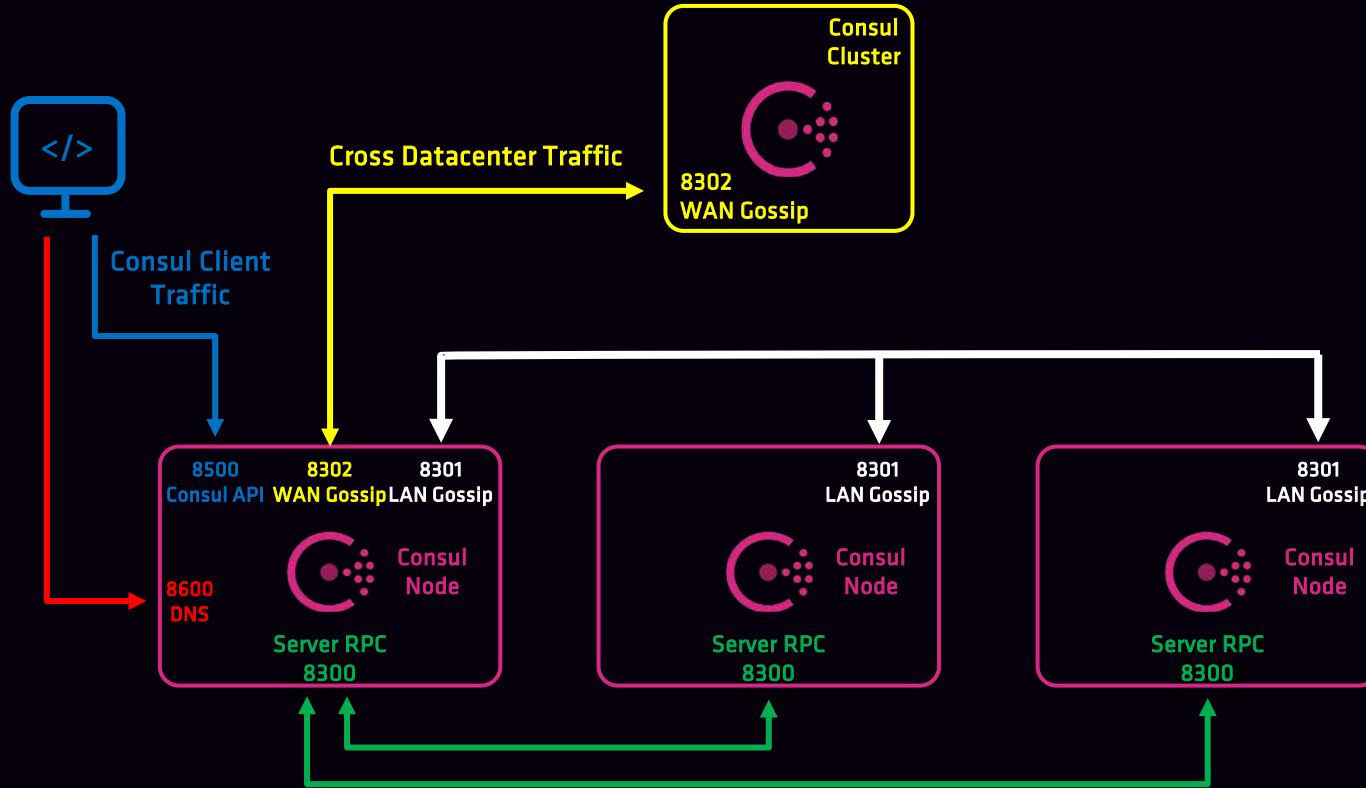 Consul
Cluster
</>
Cross Datacenter Traffic
8302
WAN Gossip
Consul Client
Traffic
8500
Consul API
8302
WAN Gossip
8301
LAN Gossip
8301
LAN Gossip
8301
LAN Gossip
Consul
Node
Consul
Node
Consul
Node
8600
DNS
Server RPC
8300
Server RPC
8300
Server RPC
8300